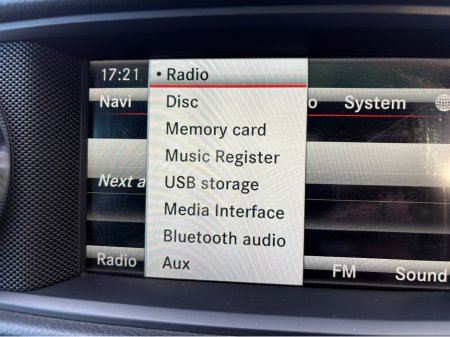 17:21
• Radio
Navi
Disc
o
System
Memory card
Music Register
Next a
USB storage
Media Interface
Bluetooth audio
Radio
Aux
FM
Sound